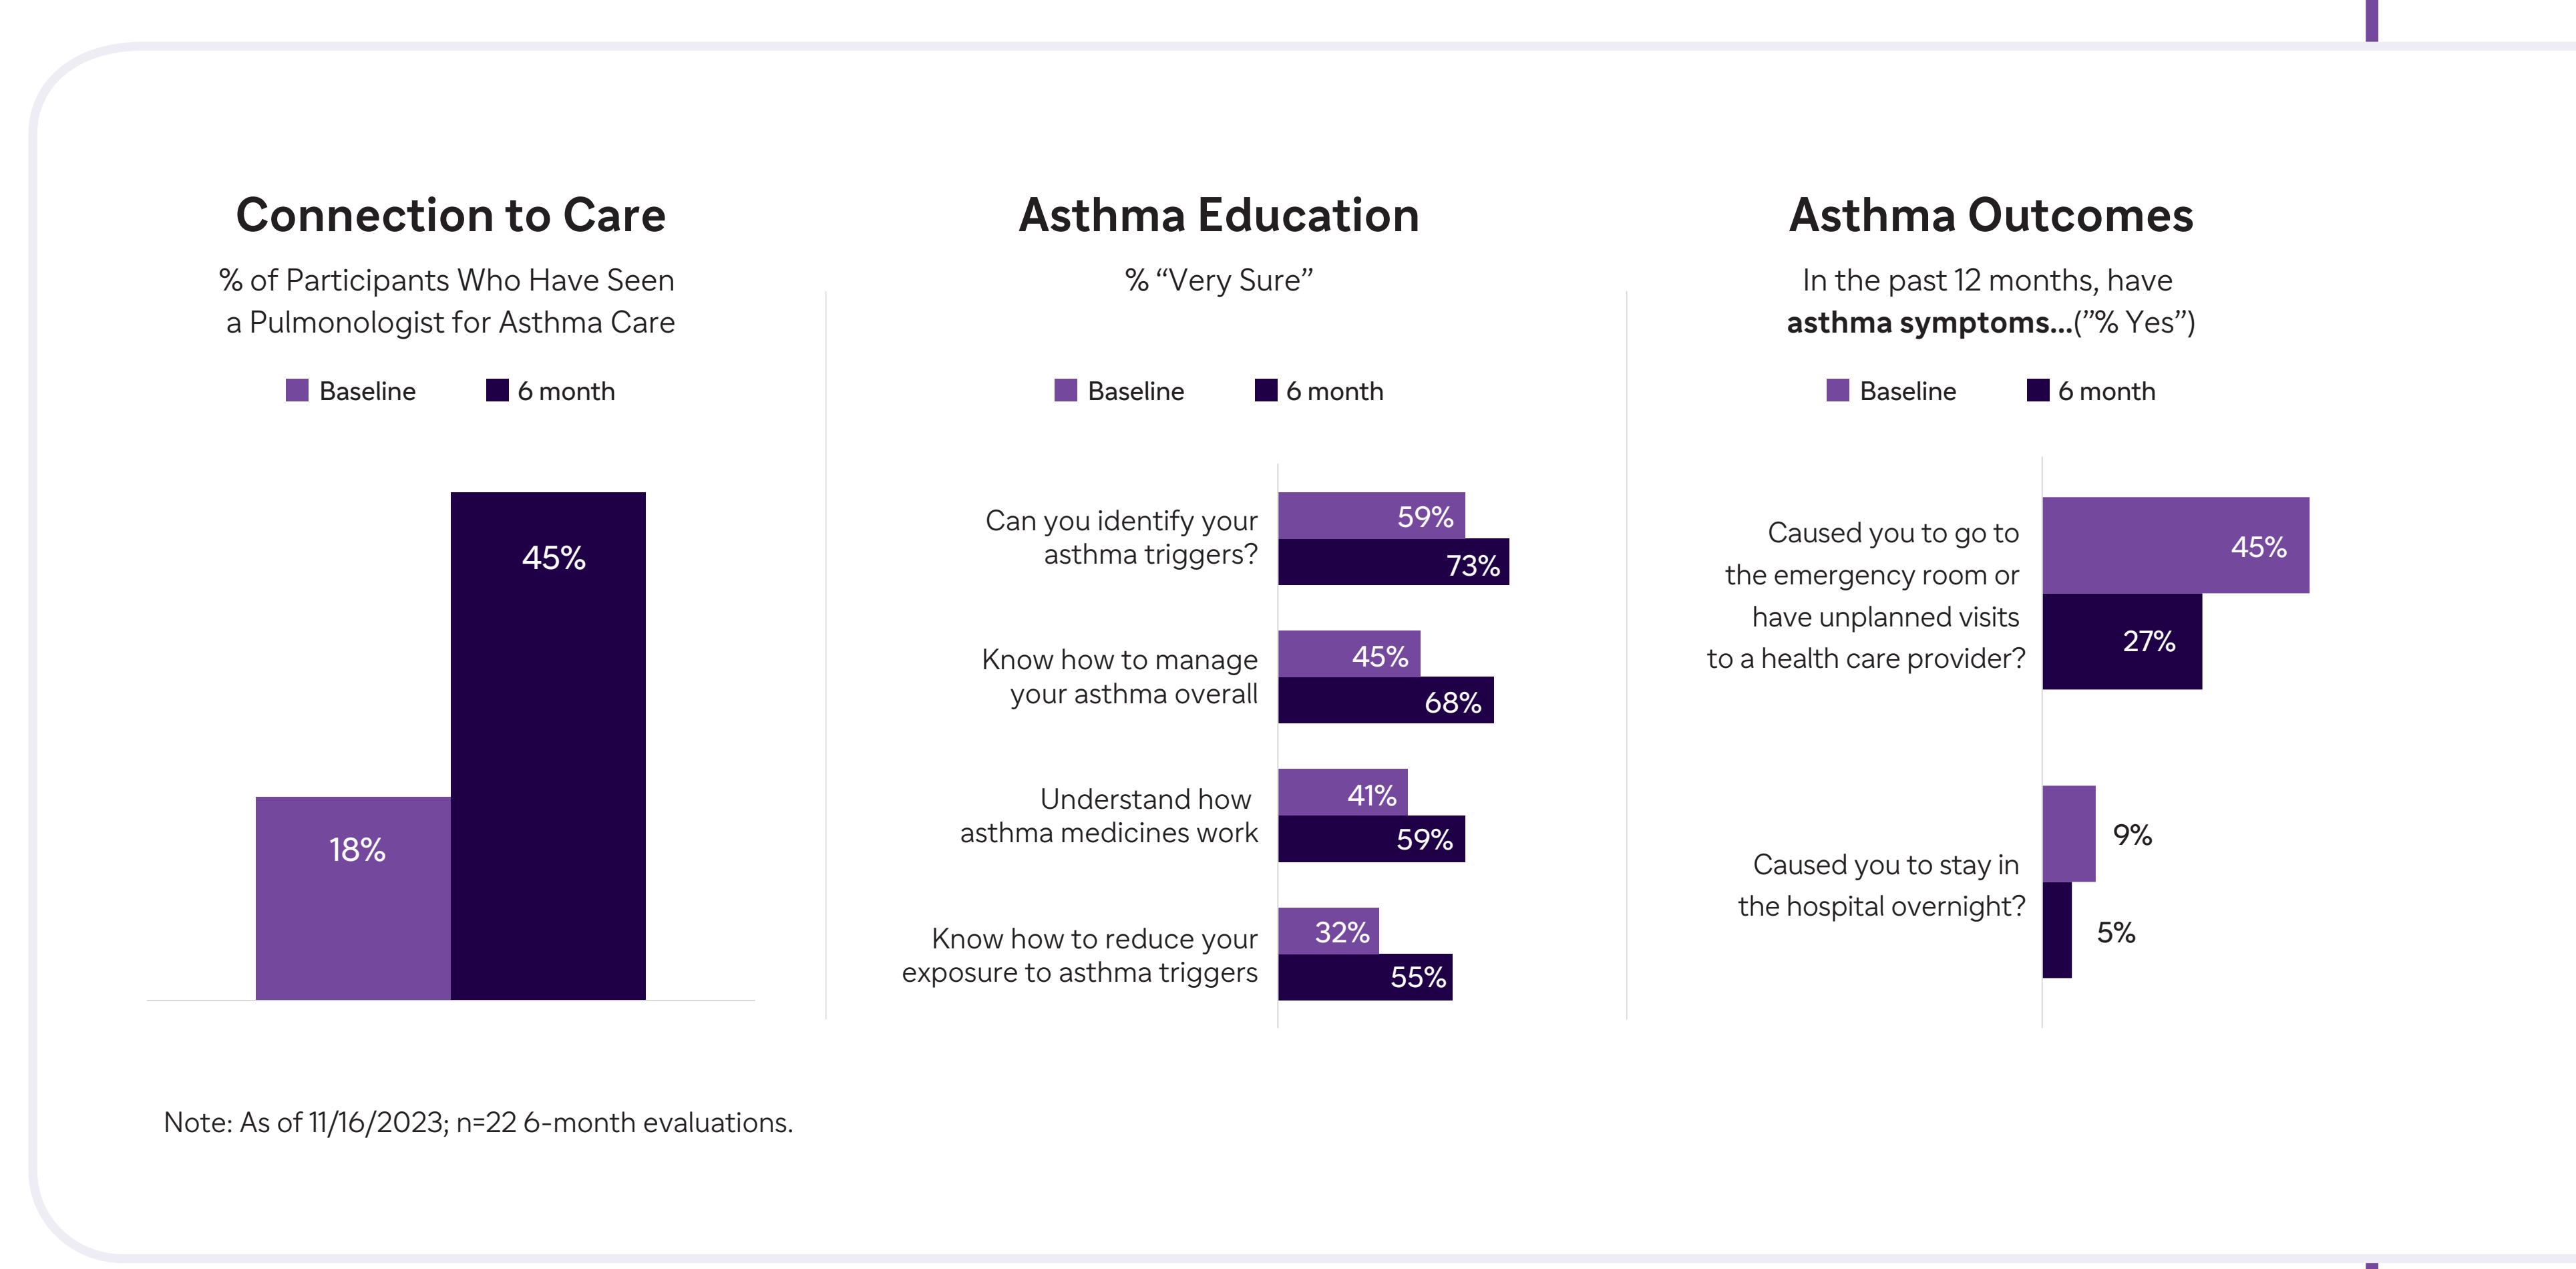 Connection to Care
% of Participants Who Have Seen
a Pulmonologist for Asthma Care
Baseline
6 month
45%
18%
Asthma Education
% “Very Sure”
Baseline
6 month
Can you identify your
asthma triggers?
59%
73%
Know how to manage
your asthma overall
45%
68%
Understand how
asthma medicines work
41%
59%
Know how to reduce your
exposure to asthma triggers
32%
55%
Asthma Outcomes
In the past 12 months, have
asthma symptoms...(”% Yes”)
Baseline
6 month
Caused you to go to
the emergency room or
have unplanned visits
to a health care provider?
45%
27%
Caused you to stay in
the hospital overnight?
9%
5%
Note: As of 11/16/2023; n=22 6-month evaluations.